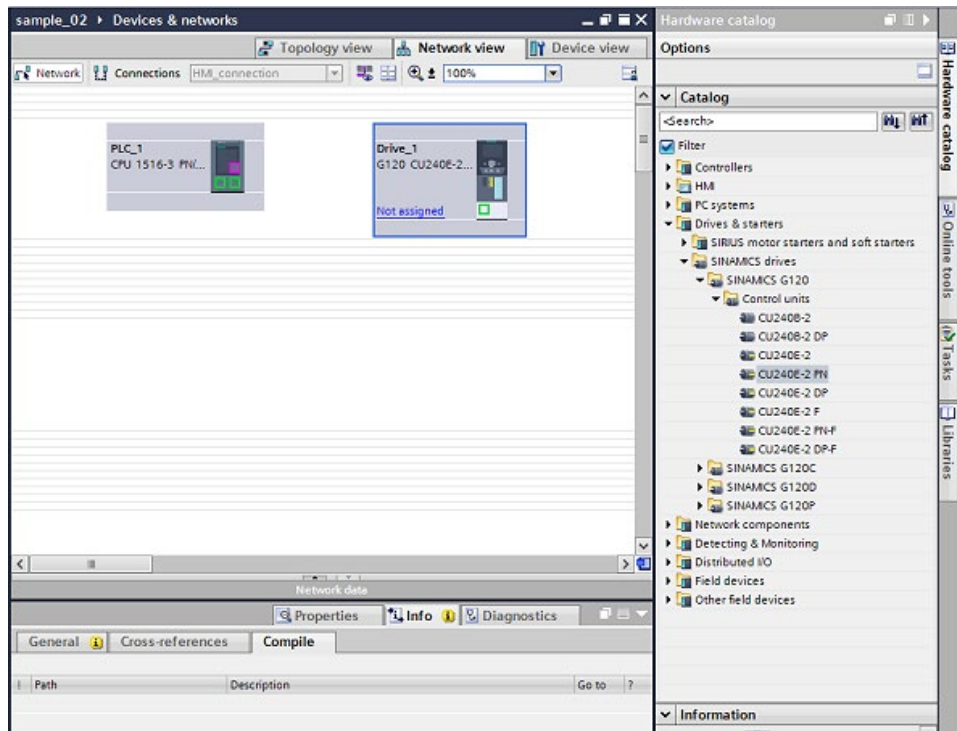 sample_02 ▸ Devices & networks
Topology view
Network view
Device view
Network
Connections
HMI_connection
100%
PLC_1
CPU 1516-3 PN/...
Drive_1
G120 CU240E-2...
Not assigned
Network data
Properties
Info
Diagnostics
General
Cross-references
Compile
!
Path
Description
Go to
?
Hardware catalog
Options
Catalog
<Search>
Filter
Controllers
HMI
PC systems
Drives & starters
SIRIUS motor starters and soft starters
SINAMICS drives
SINAMICS G120
Control units
CU240B-2
CU240B-2 DP
CU240E-2
CU240E-2 PN
CU240E-2 DP
CU240E-2 F
CU240E-2 PN-F
CU240E-2 DP-F
SINAMICS G120C
SINAMICS G120D
SINAMICS G120P
Network components
Detecting & Monitoring
Distributed I/O
Field devices
Other field devices
Information
Hardware catalog
Online tools
Tasks
Libraries